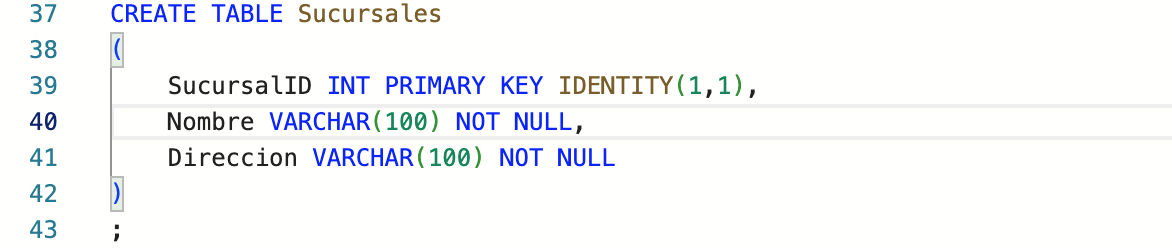 37 CREATE TABLE Sucursales
38 (
39 SucursalID INT PRIMARY KEY IDENTITY(1,1),
40 Nombre VARCHAR(100) NOT NULL,
41 Direccion VARCHAR(100) NOT NULL
42 )
43 ;